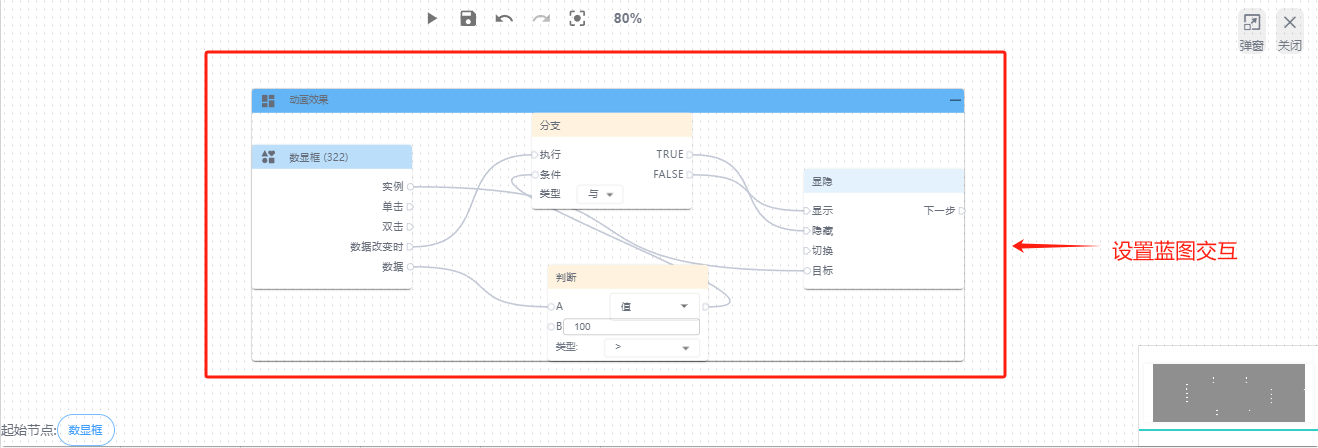 80%
弹窗
关闭
动画效果
分支
数显框 (322)
执行
TRUE
条件
FALSE
类型
与
实例
单击
双击
数据改变时
数据
显隐
显示
下一步
隐藏
切换
目标
设置蓝图交互
判断
A
值
B
100
类型:
>
起始节点:
数显框